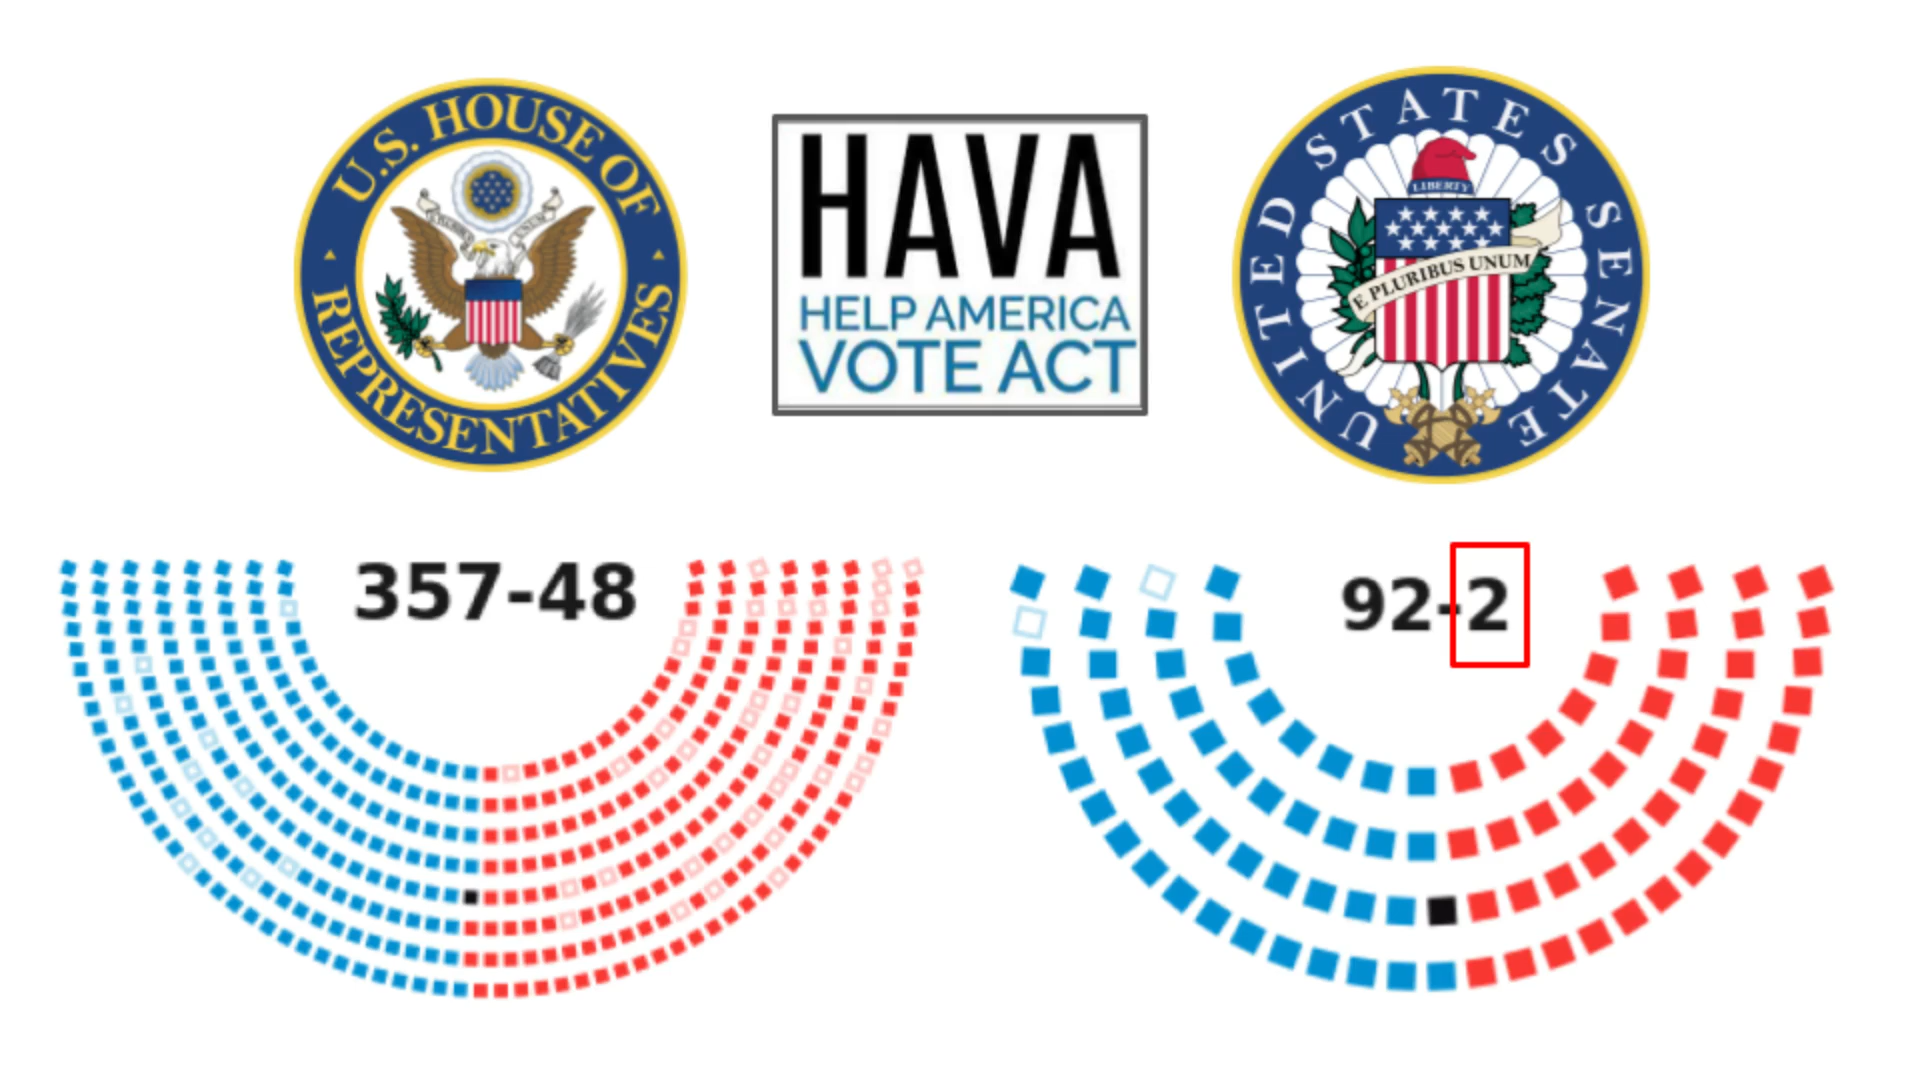 U.S. HOUSE OF
REPRESENTATIVES
HAVA
HELP AMERICA
VOTE ACT
UNITED STATES SENATE
LIBERTY
E PLURIBUS UNUM
357-48
92-2